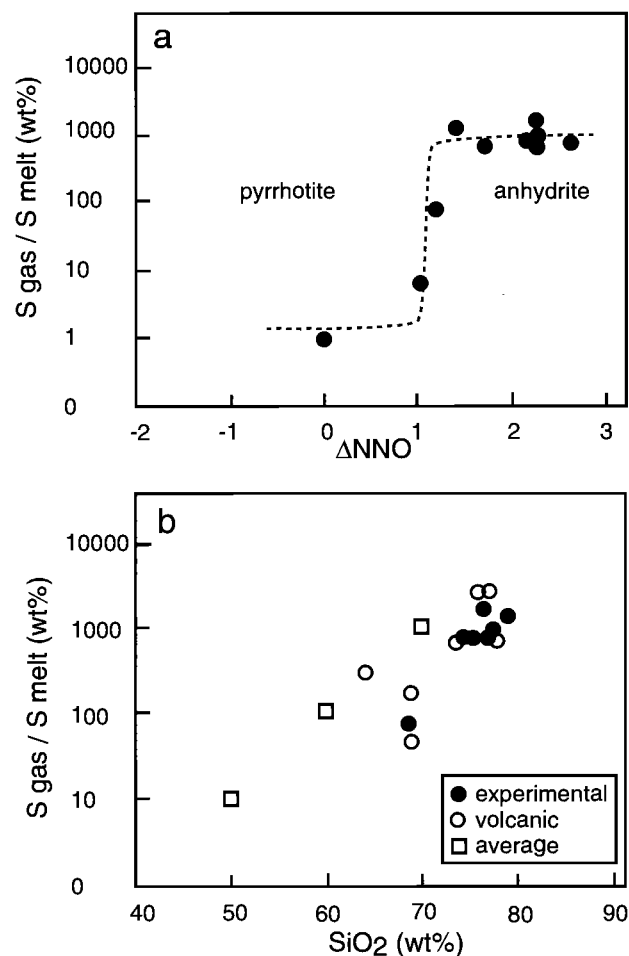 a
S gas / S melt (wt%)
10000
1000
100
10
1
0
pyrrhotite
anhydrite
-2
-1
0
1
2
3
ΔNNO
b
S gas / S melt (wt%)
10000
1000
100
10
0
experimental
volcanic
average
40
50
60
70
80
90
SiO₂ (wt%)